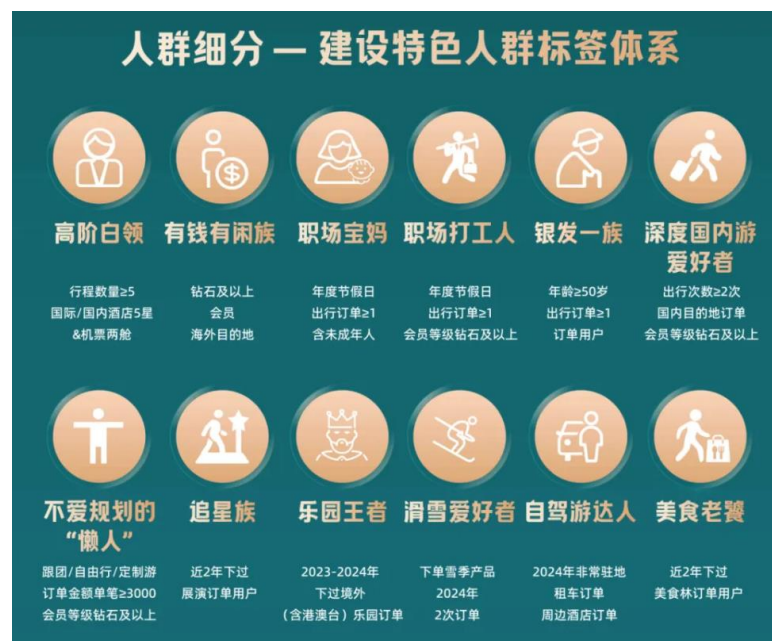 人群细分 — 建设特色人群标签体系
高阶白领
行程数量≥5
国际/国内酒店5星
&机票两舱
有钱有闲族
钻石及以上
会员
海外目的地
职场宝妈
年度节假日
出行订单≥1
含未成年人
职场打工人
年度节假日
出行订单≥1
会员等级钻石及以上
银发一族
年龄≥50岁
出行订单≥1
订单用户
深度国内游
爱好者
出行次数≥2次
国内目的地订单
会员等级钻石及以上
不爱规划的
“懒人”
跟团/自由行/定制游
订单金额单笔≥3000
会员等级钻石及以上
追星族
近2年下过
展演订单用户
乐园王者
2023-2024年
下过境外
（含港澳台）乐园订单
滑雪爱好者
下单雪季产品
2024年
2次订单
自驾游达人
2024年非常驻地
租车订单
周边酒店订单
美食老饕
近2年下过
美食林订单用户